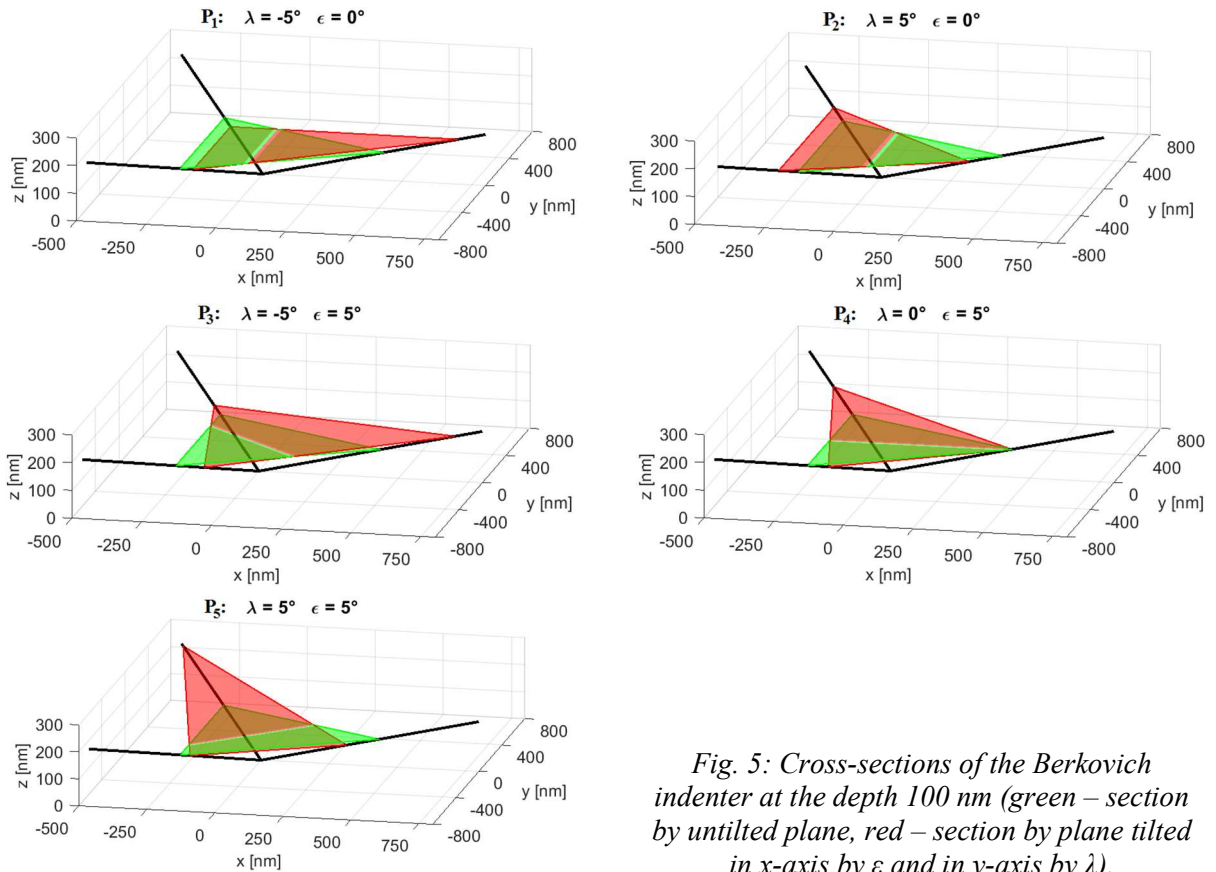 P₁: λ = -5° ϵ = 0°
300
200
100
0
z [nm]
-500 -250 0 250 500 750
x [nm]
800
400
0
-400
-800
y [nm]
P₂: λ = 5° ϵ = 0°
300
200
100
0
z [nm]
-500 -250 0 250 500 750
x [nm]
800
400
0
-400
-800
y [nm]
P₃: λ = -5° ϵ = 5°
300
200
100
0
z [nm]
-500 -250 0 250 500 750
x [nm]
800
400
0
-400
-800
y [nm]
P₄: λ = 0° ϵ = 5°
300
200
100
0
z [nm]
-500 -250 0 250 500 750
x [nm]
800
400
0
-400
-800
y [nm]
P₅: λ = 5° ϵ = 5°
300
200
100
0
z [nm]
-500 -250 0 250 500 750
x [nm]
800
400
0
-400
-800
y [nm]
Fig. 5: Cross-sections of the Berkovich
indenter at the depth 100 nm (green – section
by untilted plane, red – section by plane tilted
in x-axis by ε and in y-axis by λ).